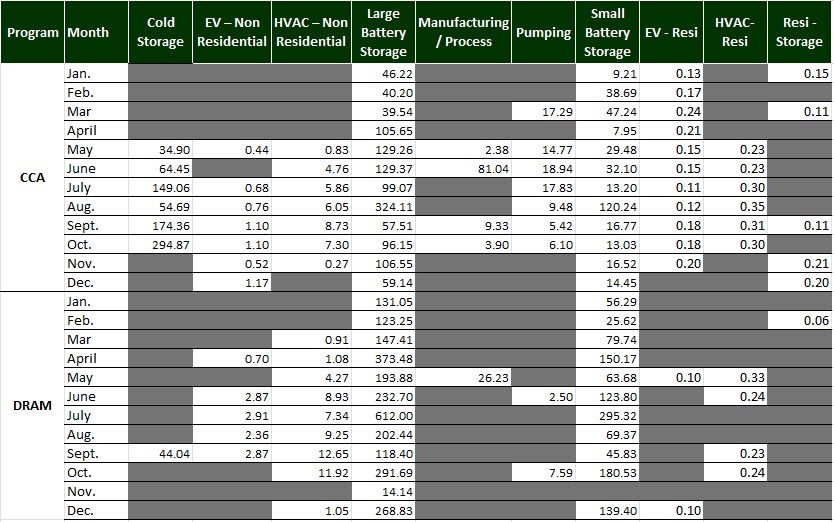 Program Month Cold Storage EV – Non Residential HVAC – Non Residential Large Battery Storage Manufacturing / Process Pumping Small Battery Storage EV - Resi HVAC- Resi Resi - Storage
CCA
Jan. 46.22 9.21 0.13 0.15
Feb. 40.20 38.69 0.17
Mar 39.54 17.29 47.24 0.24 0.11
April 105.65 7.95 0.21
May 34.90 0.44 0.83 129.26 2.38 14.77 29.48 0.15 0.23
June 64.45 4.76 129.37 81.04 18.94 32.10 0.15 0.23
July 149.06 0.68 5.86 99.07 17.83 13.20 0.11 0.30
Aug. 54.69 0.76 6.05 324.11 9.48 120.24 0.12 0.35
Sept. 174.36 1.10 8.73 57.51 9.33 5.42 16.77 0.18 0.31 0.11
Oct. 294.87 1.10 7.30 96.15 3.90 6.10 13.03 0.18 0.30
Nov. 0.52 0.27 106.55 16.52 0.20 0.21
Dec. 1.17 59.14 14.45 0.20
DRAM
Jan. 131.05 56.29
Feb. 123.25 25.62 0.06
Mar 0.91 147.41 79.74
April 0.70 1.08 373.48 150.17
May 4.27 193.88 26.23 63.68 0.10 0.33
June 2.87 8.93 232.70 2.50 123.80 0.24
July 2.91 7.34 612.00 295.32
Aug. 2.36 9.25 202.44 69.37
Sept. 44.04 2.87 12.65 118.40 45.83 0.23
Oct. 11.92 291.69 7.59 180.53 0.24
Nov. 14.14
Dec. 1.05 268.83 139.40 0.10